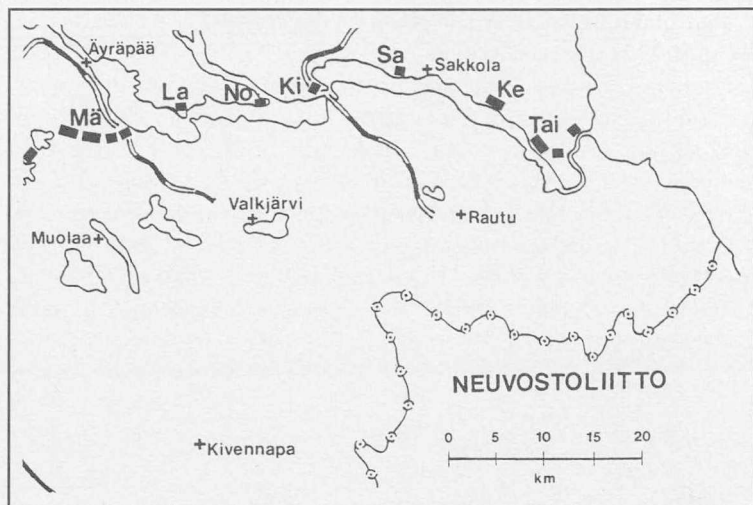 Äyräpää
Sa
Sakkola
La
No
Ki
Ke
Mä
Tai
Valkjärvi
Rautu
Muolaa
NEUVOSTOLIITTO
Kivennapa
0 5 10 15 20
km